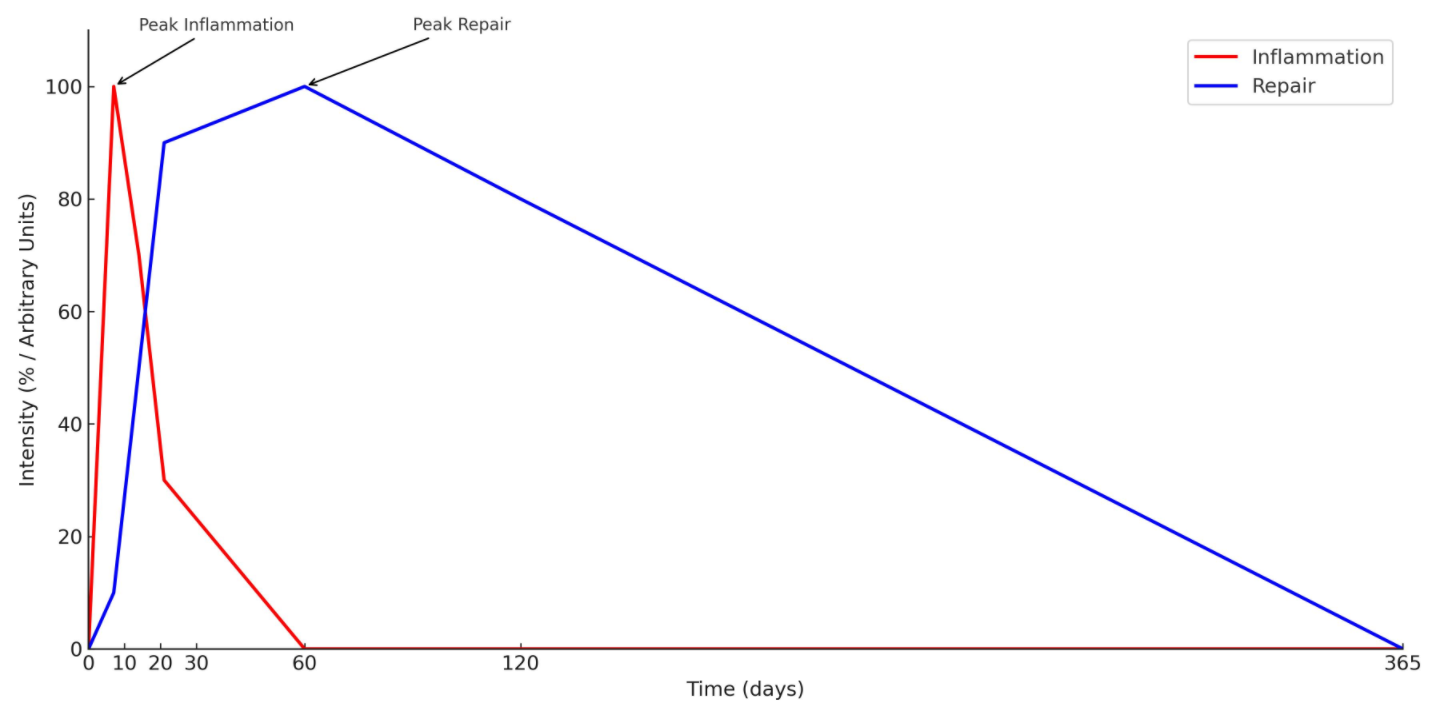 Peak Inflammation
Peak Repair
Inflammation
Repair
100
80
60
40
20
0
Intensity (% / Arbitrary Units)
0 10 20 30 60 120 365
Time (days)